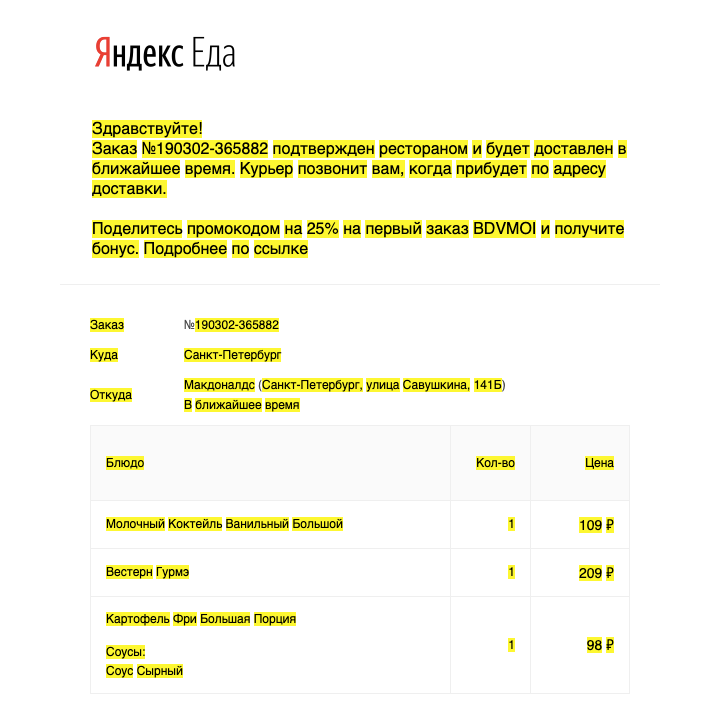 Яндекс Еда
Здравствуйте!
Заказ №190302-365882 подтвержден рестораном и будет доставлен в
ближайшее время. Курьер позвонит вам, когда прибудет по адресу
доставки.
Поделитесь промокодом на 25% на первый заказ BDVMOI и получите
бонус. Подробнее по ссылке
Заказ №190302-365882
Куда Санкт-Петербург
Откуда Макдоналдс (Санкт-Петербург, улица Савушкина, 141Б)
В ближайшее время
Блюдо Кол-во Цена
Молочный Коктейль Ванильный Большой 1 109 ₽
Вестерн Гурмэ 1 209 ₽
Картофель Фри Большая Порция 1 98 ₽
Соусы:
Соус Сырный